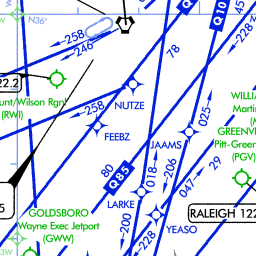 N36°
258
246
Q10
228
78
22.2
unt/Wilson Rgnl
(RWI)
258
NUTZE
FEEBZ
025
WILLI
Martin
(M
GREENVI
Pitt-Green
(PGV)
JAAMS
206
29
047
018
80
Q85
LARKE
200
228
YEASO
RALEIGH 122
5
GOLDSBORO
Wayne Exec Jetport
(GWW)